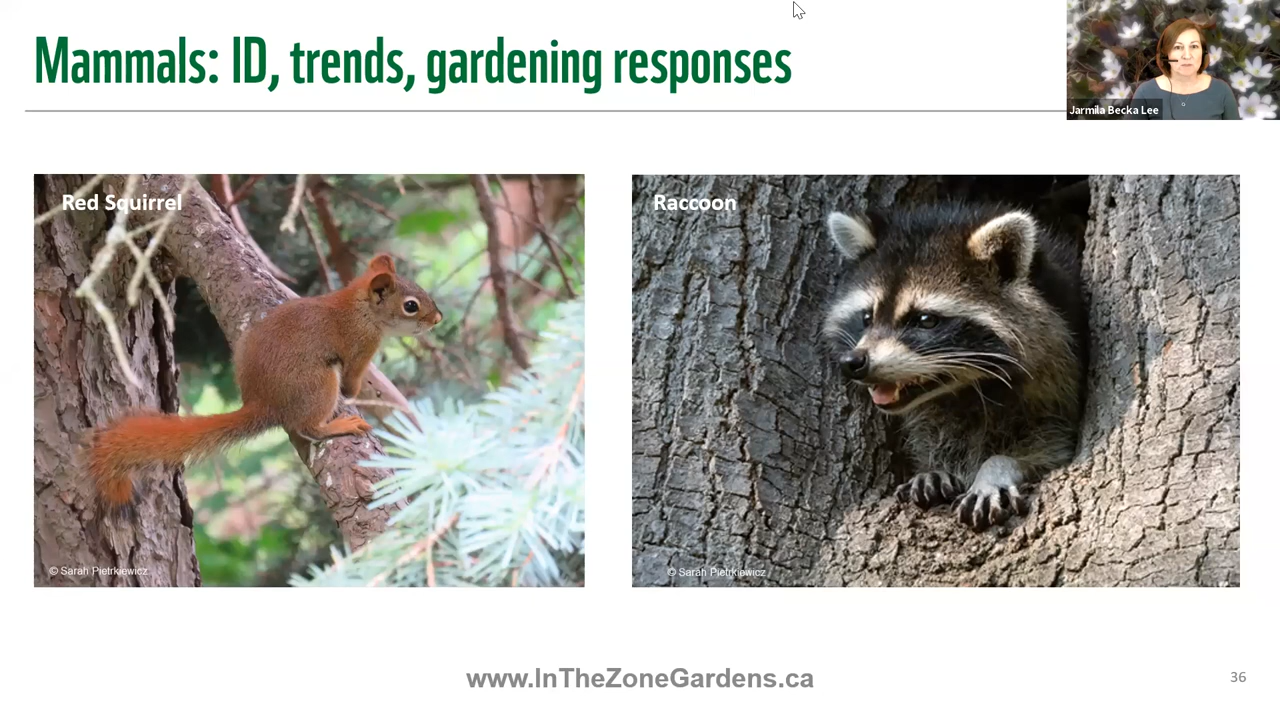 Mammals: ID, trends, gardening responses
Jarmila Becka Lee
Red Squirrel
Raccoon
© Sarah Pietrkiewicz
© Sarah Pietrkiewicz
www.InTheZoneGardens.ca
36